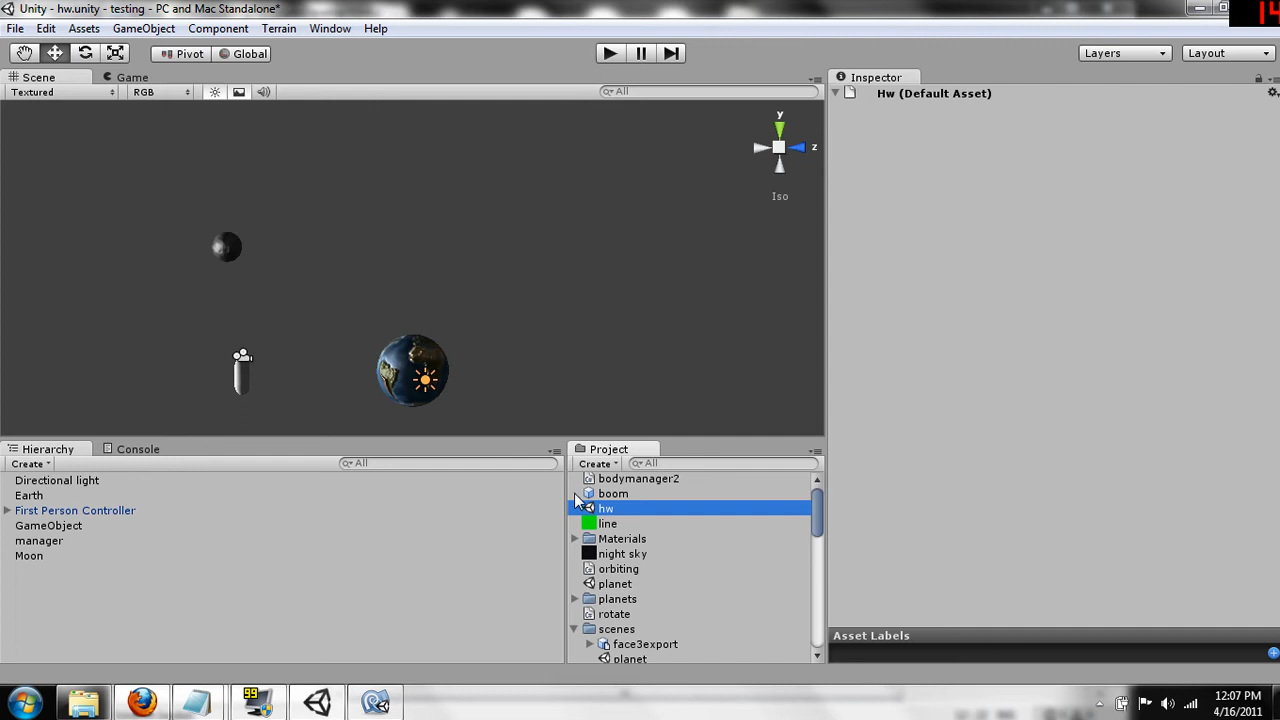 Unity - hw.unity - testing - PC and Mac Standalone*
14
File Edit Assets GameObject Component Terrain Window Help
Pivot Global Layers Layout
Scene Game Inspector
Textured RGB All Hw (Default Asset)
y
z
Iso
Hierarchy Console Project
Create All Create All
bodymanager2
Directional light
boom
Earth
hw
First Person Controller
line
GameObject
Materials
manager
night sky
Moon
orbiting
planet
planets
rotate
scenes
Asset Labels
face3export
planet
99
12:07 PM
4/16/2011